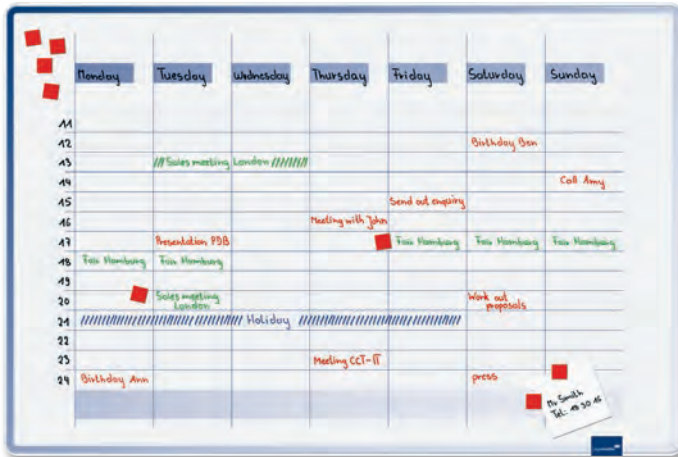 Monday Tuesday Wednesday Thursday Friday Saturday Sunday
11
12 Birthday Ben
13 /// Sales meeting London ////////
14 Call Amy
15 Send out enquiry
16 Meeting with John
17 Presentation PDB Fair Hamburg Fair Hamburg Fair Hamburg
18 Fair Hamburg Fair Hamburg
19
20 Sales meeting London Work out proposals
21 Holiday
22
23 Meeting CCT-IT
24 Birthday Ann press
Mr Smith
Tel.: 19 30 16